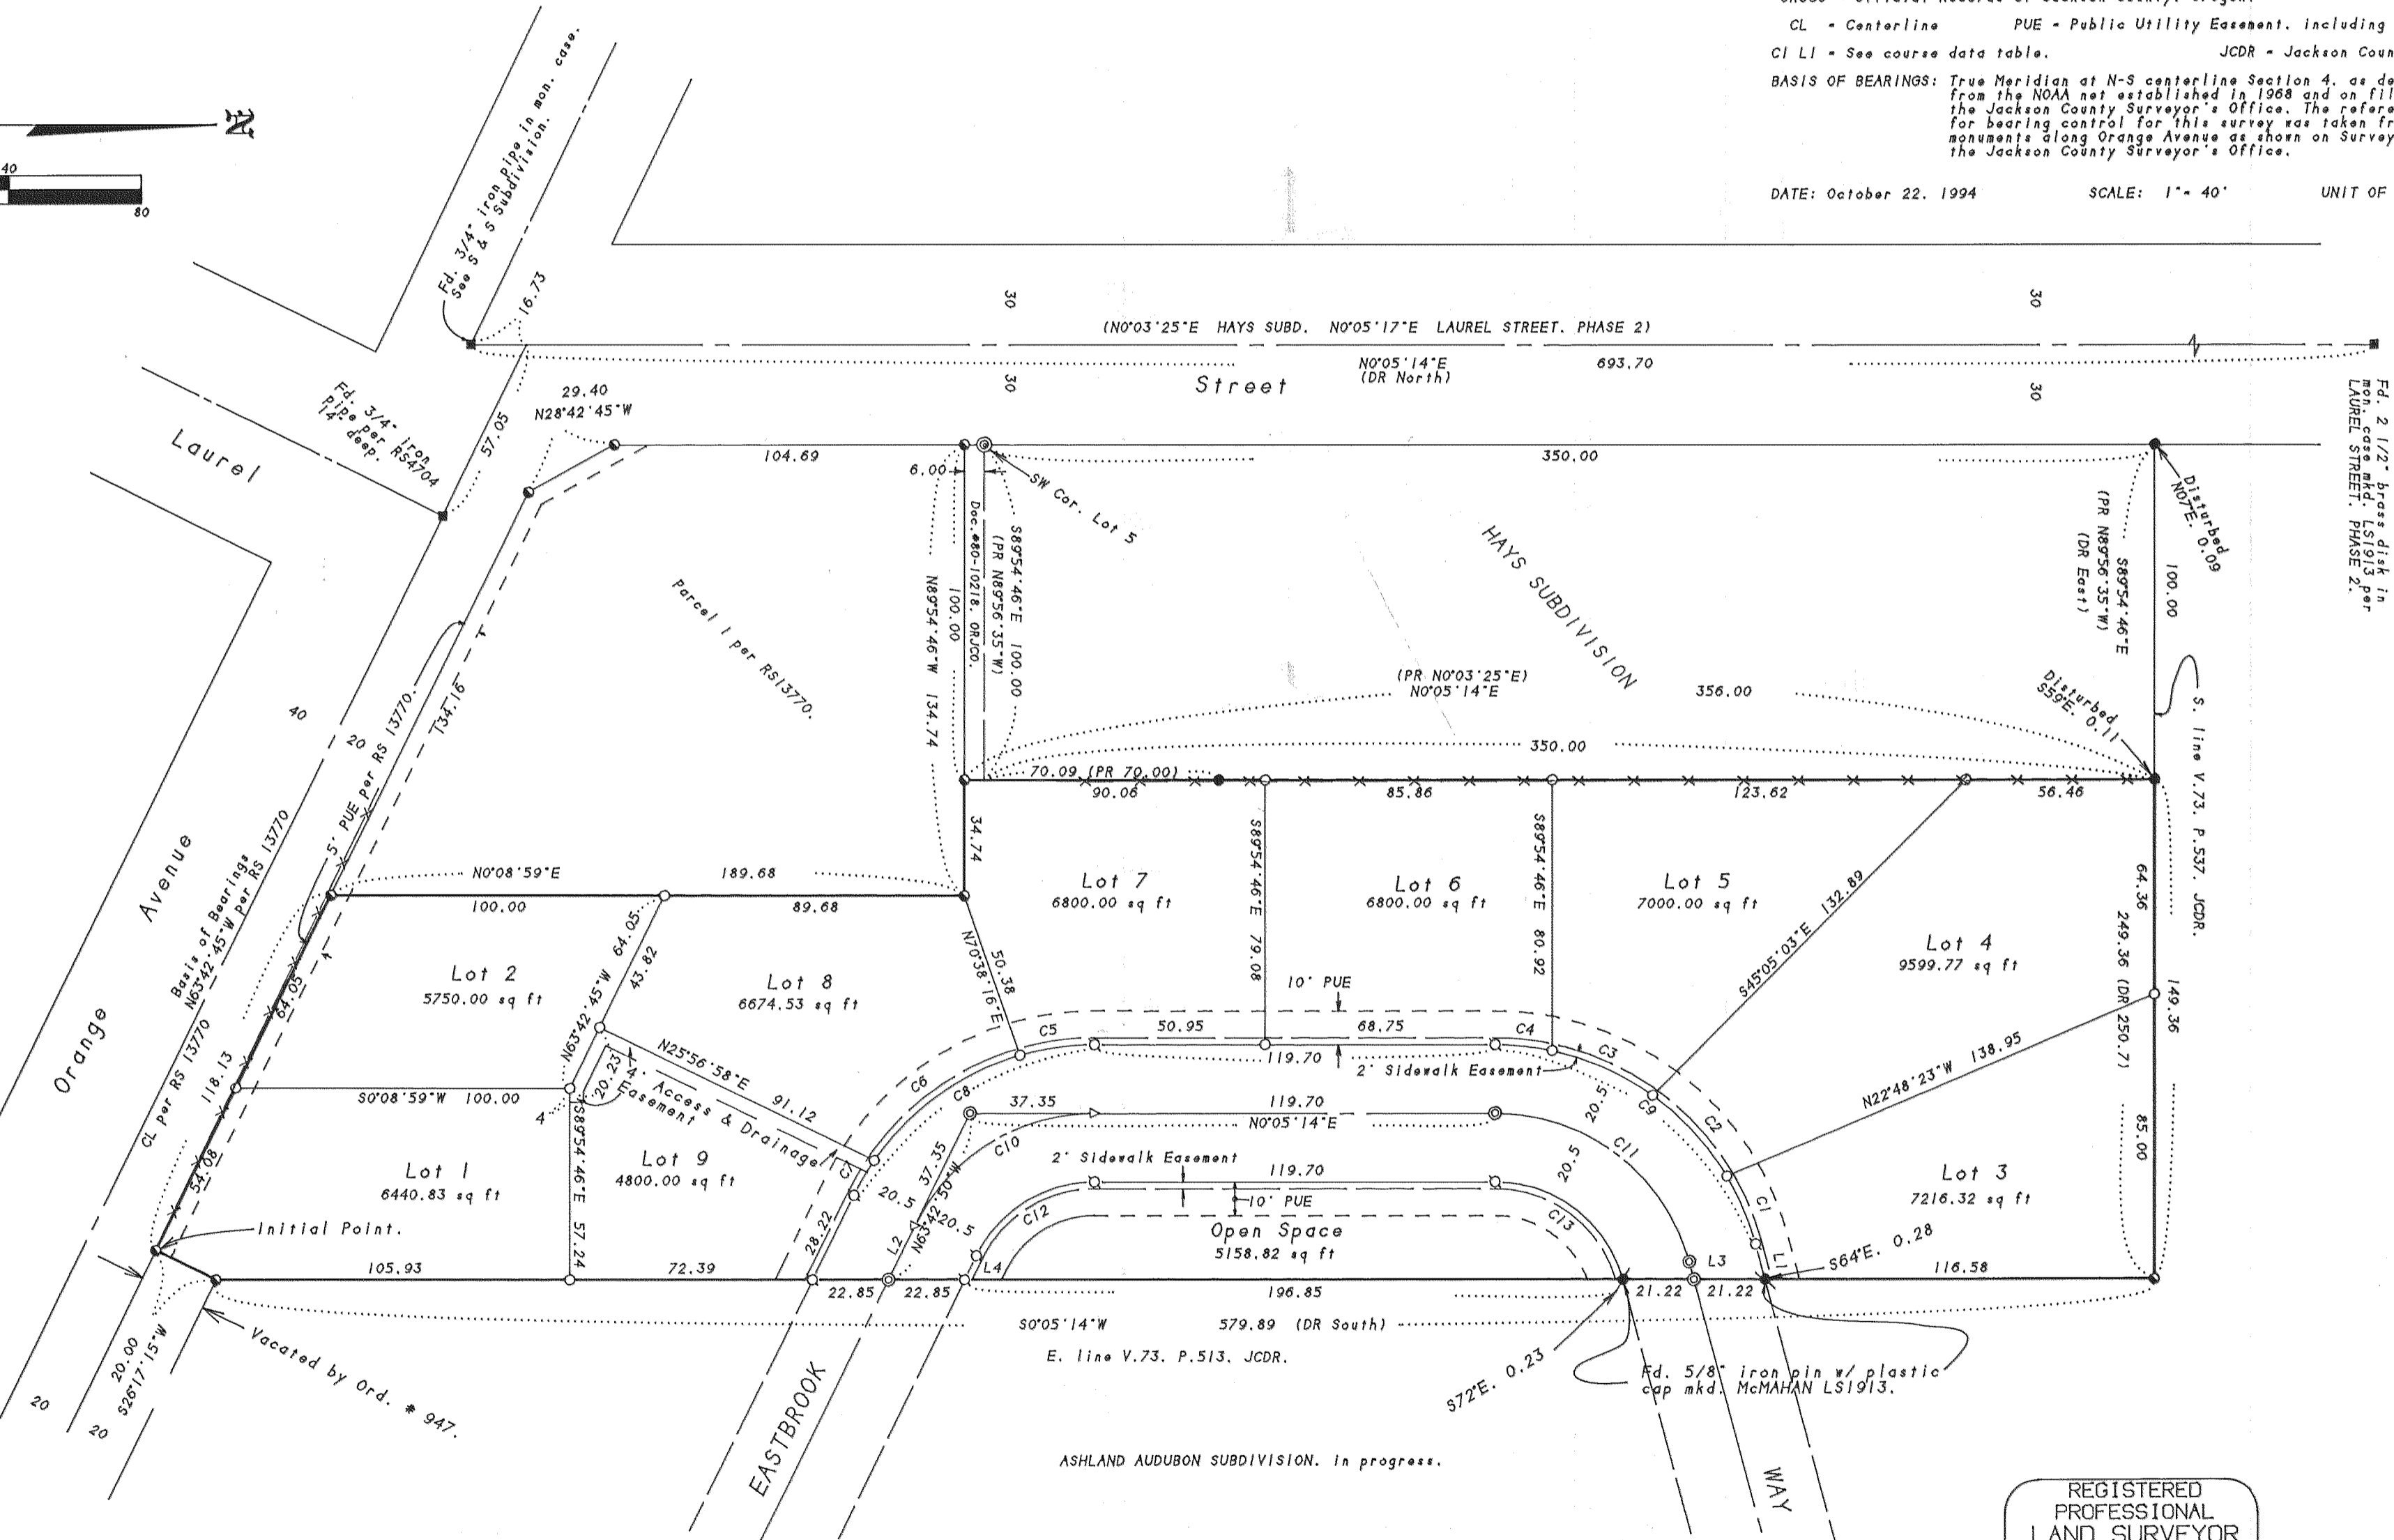 CL = Centerline PUE = Public Utility Easement, including
C1 L1 = See course data table. JCDR = Jackson Coun
BASIS OF BEARINGS: True Meridian at N-S centerline Section 4, as de
from the NOAA net established in 1968 and on fil
the Jackson County Surveyor's Office. The refere
for bearing control for this survey was taken fr
monuments along Orange Avenue as shown on Survey
the Jackson County Surveyor's Office.
DATE: October 22, 1994 SCALE: 1"= 40' UNIT OF
N
40
80
Fd. 3/4" iron pipe in mon. case.
See S & S Subdivision.
16.73
30
30
(N0°03'25"E HAYS SUBD. N0°05'17"E LAUREL STREET, PHASE 2)
N0°05'14"E 693.70
(DR North)
Street
30
30
Fd. 2 1/2" brass disk in
mon. case mkd. LS1913 per
LAUREL STREET, PHASE 2.
Laurel
Fd. 3/4" iron
pipe per RS4704
14" deep.
57.05
29.40
N28°42'45"W
104.69
6.00
350.00
SW Cor. Lot 5
Doc.#80-10218, ORJCO.
S89°54'46"E 100.00
(PR N89°56'35"W)
100.00
N89°54'46"W 134.74
HAYS SUBDIVISION
Disturbed
N07°E, 0.09
100.00
S89°54'46"E
(PR N89°56'35"W)
(DR East)
Parcel 1 per RS13770.
(PR N0°03'25"E)
N0°05'14"E 356.00
350.00
Disturbed
S59°E, 0.11
S. line V.73, P.537, JCDR.
70.09 (PR 70.00)
90.06
85.86
123.62
56.46
134.16
5' PUE per RS 13770.
40
20
Orange Avenue
Basis of Bearings
N63°42'45"W per RS 13770
CL per RS 13770
118.13
64.05
54.08
N0°08'59"E 189.68
100.00
89.68
34.74
Lot 7
6800.00 sq ft
S89°54'46"E 79.08
Lot 6
6800.00 sq ft
S89°54'46"E 80.92
Lot 5
7000.00 sq ft
S45°05'03"E 132.89
Lot 4
9599.77 sq ft
64.36
249.36 (DR 250.71)
149.36
85.00
Lot 2
5750.00 sq ft
N63°42'45"W 64.05
43.82
20.23
Lot 8
6674.53 sq ft
N70°38'16"E
50.38
10' PUE
C5
50.95
68.75
C4
C3
119.70
2' Sidewalk Easement
N22°48'23"W 138.95
S0°08'59"W 100.00
4
4' Access & Drainage
Easement
N25°56'58"E 91.12
C6
C8
C7
37.35
119.70
N0°05'14"E
C10
20.5
C9
C2
C11
20.5
Lot 1
6440.83 sq ft
S89°54'46"E 57.24
Lot 9
4800.00 sq ft
28.22
20.5
20.5
37.35
N63°42'50"W
L2
2' Sidewalk Easement
119.70
10' PUE
C12
C13
Open Space
5158.82 sq ft
C1
L1
L3
L4
Lot 3
7216.32 sq ft
S64°E, 0.28
Initial Point.
105.93
72.39
22.85
22.85
196.85
21.22
21.22
116.58
S0°05'14"W 579.89 (DR South)
E. line V.73, P.513, JCDR.
20.00
S26°17'15"W
Vacated by Ord. # 947.
20
20
EASTBROOK
WAY
S72°E, 0.23
Fd. 5/8" iron pin w/ plastic
cap mkd. McMAHAN LS1913.
ASHLAND AUDUBON SUBDIVISION, in progress.
REGISTERED
PROFESSIONAL
LAND SURVEYOR